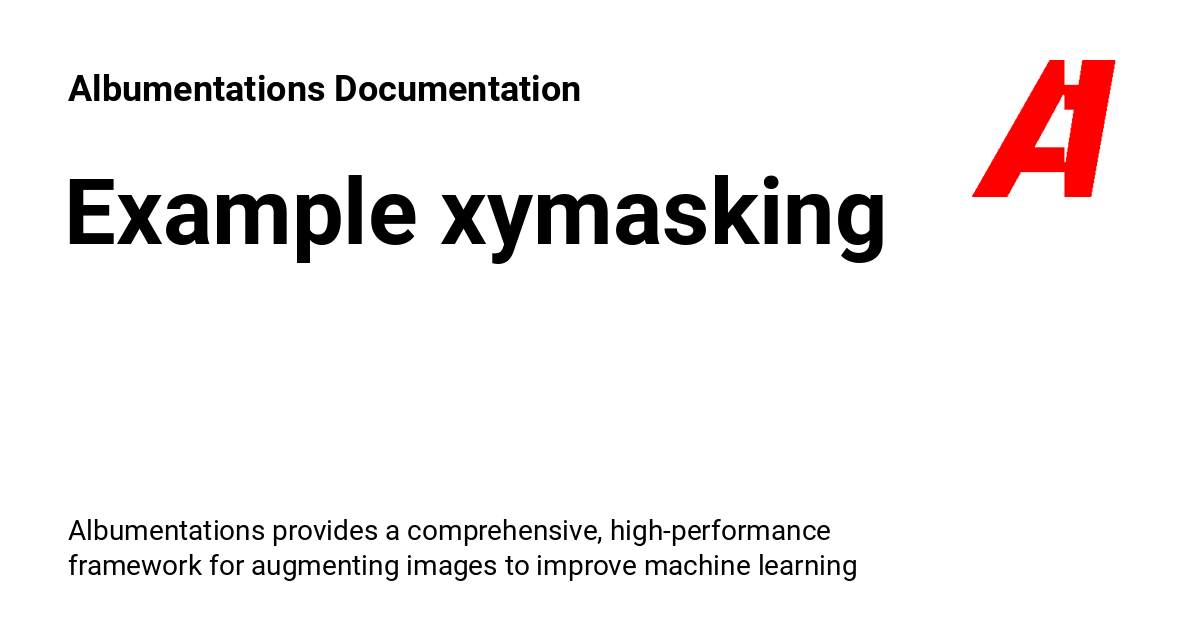 Albumentations Documentation
Example xymasking
Albumentations provides a comprehensive, high-performance
framework for augmenting images to improve machine learning